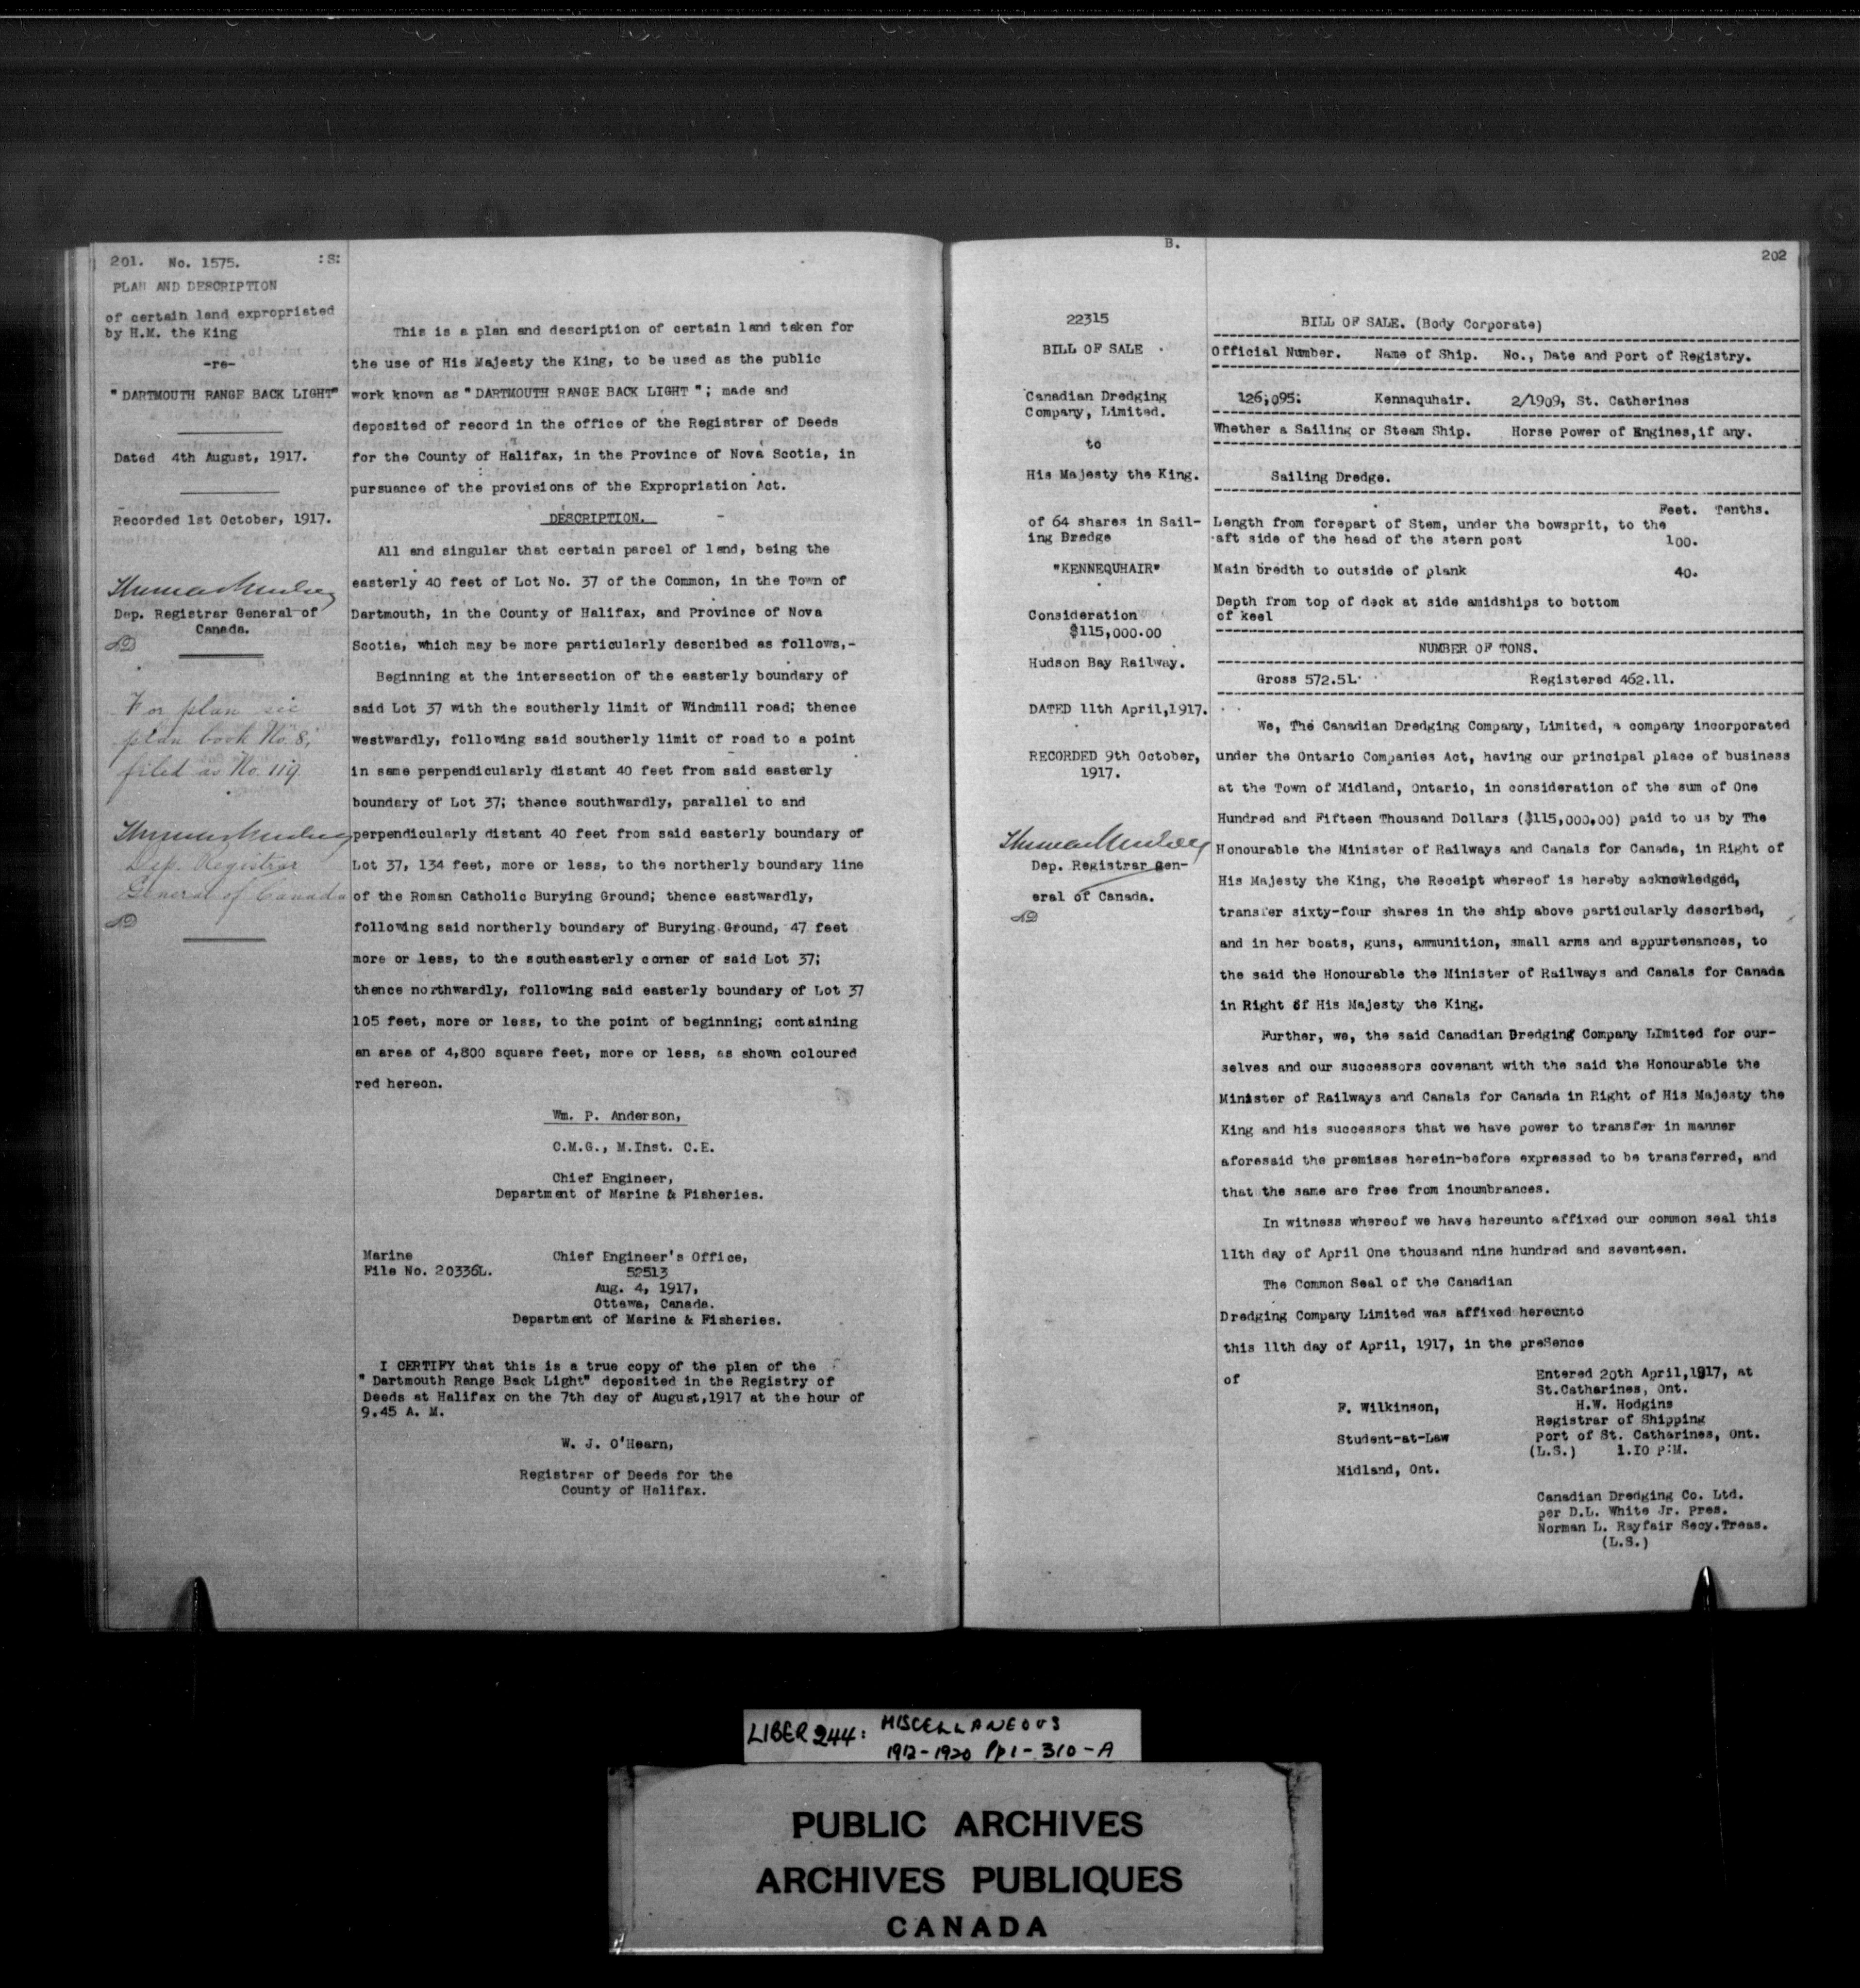 201. No. 1575. :S:
PLAN AND DESCRIPTION
of certain land expropriated
by H.M. the King
-re-
"DARTMOUTH RANGE BACK LIGHT"
Dated 4th August, 1917.
Recorded 1st October, 1917.
Dep. Registrar General of
Canada.
For plan see
plan book No 8,
filed as No. 119.
Dep. Registrar
General of Canada
This is a plan and description of certain land taken for
the use of His Majesty the King, to be used as the public
work known as "DARTMOUTH RANGE BACK LIGHT"; made and
deposited of record in the office of the Registrar of Deeds
for the County of Halifax, in the Province of Nova Scotia, in
pursuance of the provisions of the Expropriation Act.
DESCRIPTION.
All and singular that certain parcel of land, being the
easterly 40 feet of Lot No. 37 of the Common, in the Town of
Dartmouth, in the County of Halifax, and Province of Nova
Scotia, which may be more particularly described as follows,-
Beginning at the intersection of the easterly boundary of
said Lot 37 with the southerly limit of Windmill road; thence
westwardly, following said southerly limit of road to a point
in same perpendicularly distant 40 feet from said easterly
boundary of Lot 37; thence southwardly, parallel to and
perpendicularly distant 40 feet from said easterly boundary of
Lot 37, 134 feet, more or less, to the northerly boundary line
of the Roman Catholic Burying Ground; thence eastwardly,
following said northerly boundary of Burying Ground, 47 feet
more or less, to the southeasterly corner of said Lot 37;
thence northwardly, following said easterly boundary of Lot 37
105 feet, more or less, to the point of beginning; containing
an area of 4,800 square feet, more or less, as shown coloured
red hereon.
Wm. P. Anderson,
C.M.G., M.Inst. C.E.
Chief Engineer,
Department of Marine & Fisheries.
Marine
File No. 20336L.
Chief Engineer's Office,
52513
Aug. 4, 1917,
Ottawa, Canada.
Department of Marine & Fisheries.
I CERTIFY that this is a true copy of the plan of the
"Dartmouth Range Back Light" deposited in the Registry of
Deeds at Halifax on the 7th day of August,1917 at the hour of
9.45 A. M.
W. J. O'Hearn,
Registrar of Deeds for the
County of Halifax.
B.
202
22315
BILL OF SALE
Canadian Dredging
Company, Limited.
to
His Majesty the King.
of 64 shares in Sail-
ing Dredge
"KENNEQUHAIR"
Consideration
$115,000.00
Hudson Bay Railway.
DATED 11th April,1917.
RECORDED 9th October,
1917.
Dep. Registrar Gen-
eral of Canada.
BILL OF SALE. (Body Corporate)
Official Number. Name of Ship. No., Date and Port of Registry.
126;095; Kennaquhair. 2/1909, St. Catherines
Whether a Sailing or Steam Ship. Horse Power of Engines,if any.
Sailing Dredge.
Feet. Tenths.
Length from forepart of Stem, under the bowsprit, to the
aft side of the head of the stern post 100.
Main bredth to outside of plank 40.
Depth from top of deck at side amidships to bottom
of keel
NUMBER OF TONS.
Gross 572.51 Registered 462.11.
We, The Canadian Dredging Company, Limited, a company incorporated
under the Ontario Companies Act, having our principal place of business
at the Town of Midland, Ontario, in consideration of the sum of One
Hundred and Fifteen Thousand Dollars ($115,000.00) paid to us by The
Honourable the Minister of Railways and Canals for Canada, in Right of
His Majesty the King, the Receipt whereof is hereby acknowledged,
transfer sixty-four shares in the ship above particularly described,
and in her boats, guns, ammunition, small arms and appurtenances, to
the said the Honourable the Minister of Railways and Canals for Canada
in Right of His Majesty the King.
Further, we, the said Canadian Dredging Company LImited for our-
selves and our successors covenant with the said the Honourable the
Minister of Railways and Canals for Canada in Right of His Majesty the
King and his successors that we have power to transfer in manner
aforesaid the premises herein-before expressed to be transferred, and
that the same are free from incumbrances.
In witness whereof we have hereunto affixed our common seal this
11th day of April One thousand nine hundred and seventeen.
The Common Seal of the Canadian
Dredging Company Limited was affixed hereunto
this 11th day of April, 1917, in the preSence
of
F. Wilkinson,
Student-at-Law
Midland, Ont.
Entered 20th April,1917, at
St.Catharines, Ont.
H.W. Hodgins
Registrar of Shipping
Port of St. Catharines, Ont.
(L.S.) 1.10 P:M.
Canadian Dredging Co. Ltd.
per D.L. White Jr. Pres.
Norman L. Rayfair Secy.Treas.
(L.S.)
LIBER 244: MISCELLANEOUS
1912-1920 Pp 1-310-A
PUBLIC ARCHIVES
ARCHIVES PUBLIQUES
CANADA